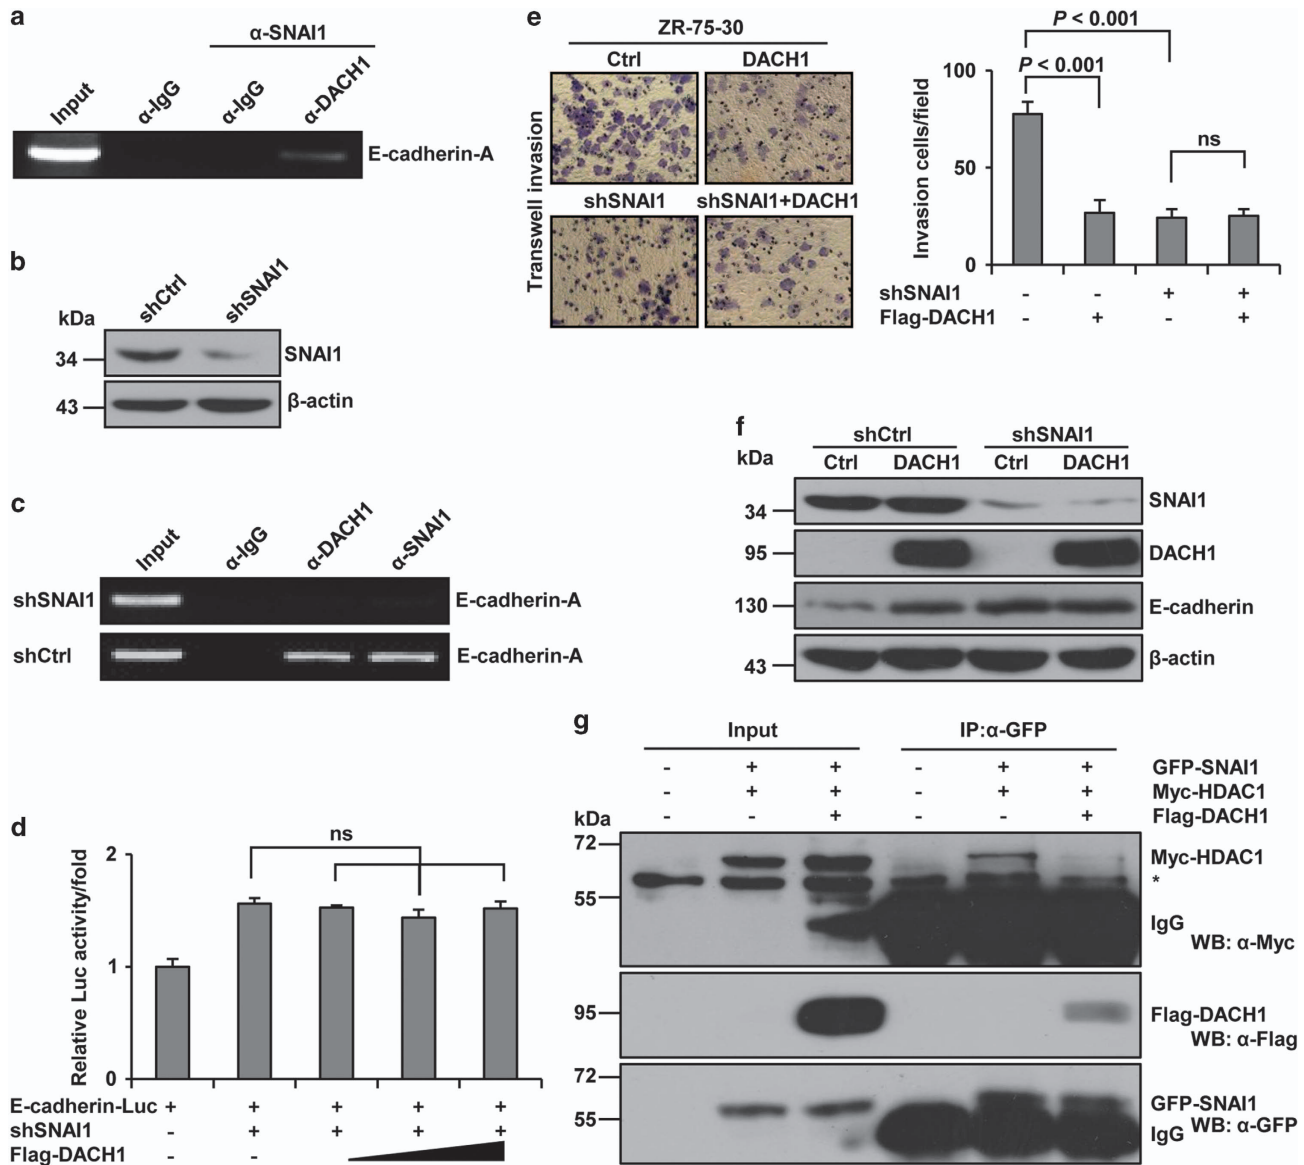 a
α-SNAI1
Input α-IgG α-IgG α-DACH1
E-cadherin-A
b
shCtrl shSNAI1
kDa
34 SNAI1
43 β-actin
c
Input α-IgG α-DACH1 α-SNAI1
shSNAI1 E-cadherin-A
shCtrl E-cadherin-A
d
Relative Luc activity/fold
ns
2
1
0
E-cadherin-Luc + + + + +
shSNAI1 - + + + +
Flag-DACH1 - -
e
ZR-75-30
Ctrl DACH1
Transwell invasion
shSNAI1 shSNAI1+DACH1
P < 0.001
P < 0.001
ns
Invasion cells/field
100
50
0
shSNAI1 - - + +
Flag-DACH1 - + - +
f
shCtrl shSNAI1
kDa Ctrl DACH1 Ctrl DACH1
34 SNAI1
95 DACH1
130 E-cadherin
43 β-actin
g
Input IP:α-GFP
- + + - + + GFP-SNAI1
- + + - + + Myc-HDAC1
kDa - - + - - + Flag-DACH1
72 Myc-HDAC1
*
55 IgG
WB: α-Myc
95 Flag-DACH1
WB: α-Flag
72
55 GFP-SNAI1
IgG WB: α-GFP